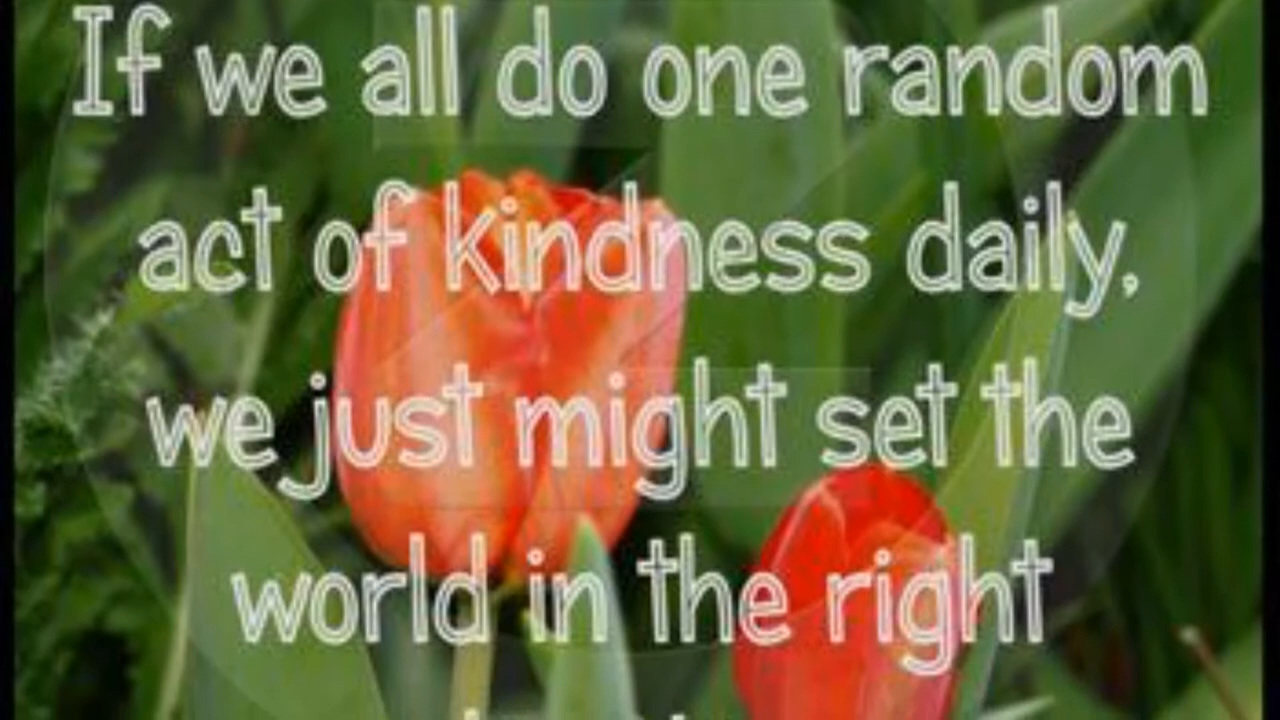 If we all do one random
act of kindness daily,
we just might set the
world in the right